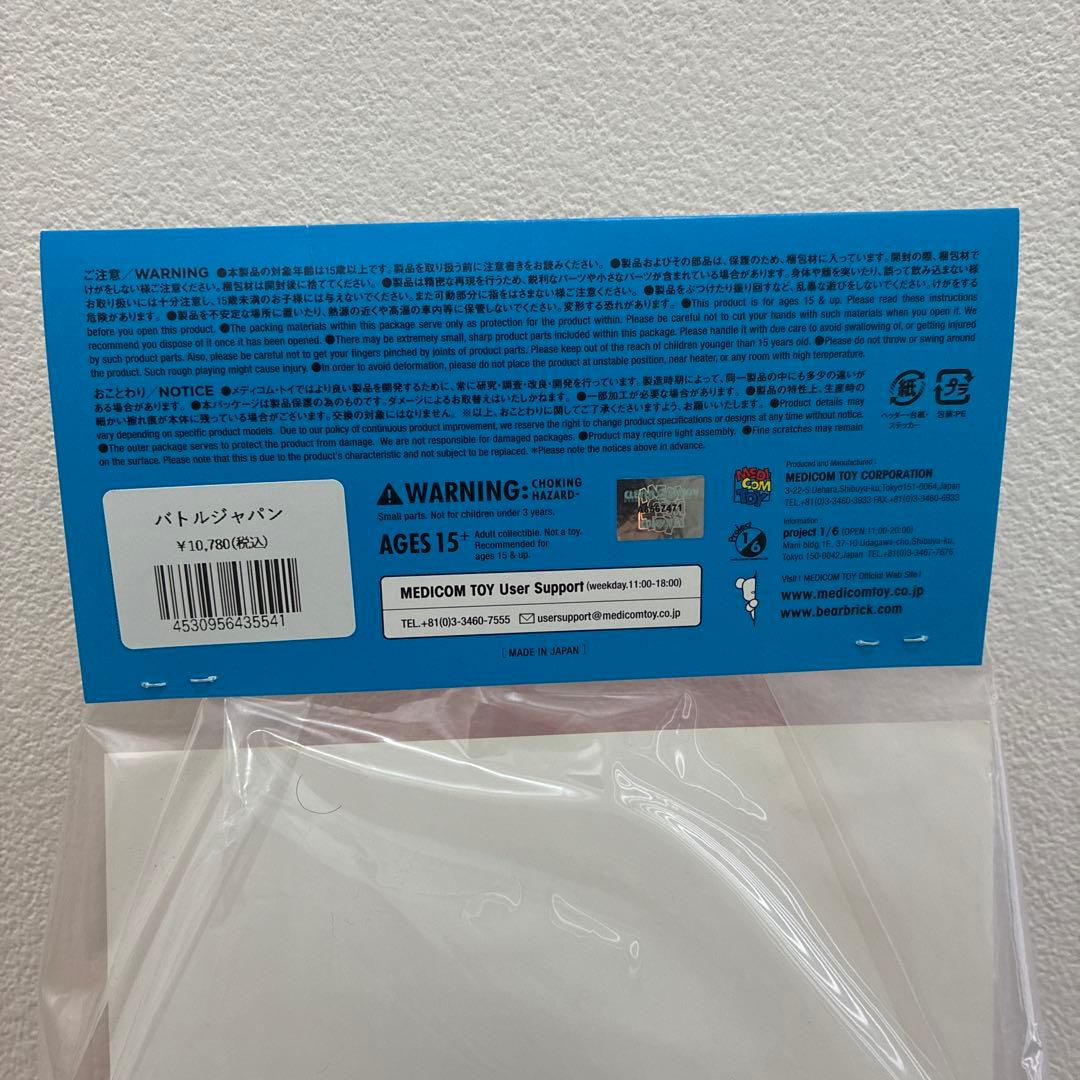 ご注意／WARNING ●本製品の対象年齢は15歳以上です。製品を取り扱う前に注意書きをお読みください。 ●製品およびその部品は、保護のため、梱包材に入っています。開封の際、梱包材で
けがをしない様ご注意ください。梱包材は開封後に捨ててください。●製品は精密な再現を行うため、鋭利なパーツや小さなパーツが含まれている場合があります。身体や顔を突いたり、誤って飲み込まない様
お取り扱いには十分注意し、15歳未満のお子様には与えないでください。また可動部分に指をはさまない様ご注意ください。●製品をぶつけたり振り回すなど、乱暴な遊びをしないでください。けがをする
危険があります。 ●製品を不安定な場所に置いたり、熱源の近くや高温の車内等に保管しないでください。変形する恐れがあります。 ●This product is for ages 15 & up. Please read these instructions
before you open this product. ●The packing materials within this package serve only as protection for the product within. Please be careful not to cut your hands with such materials when you open it. We
recommend you dispose of it once it has been opened. ●There may be extremely small, sharp product parts included within this package. Please handle it with due care to avoid swallowing of, or getting injured
by such product parts. Also, please be careful not to get your fingers pinched by joints of product parts. Please keep out of the reach of children younger than 15 years old. ●Please do not throw or swing around
the product. Such rough playing might cause injury. ●In order to avoid deformation, please do not place the product at unstable position, near heater, or any room with high temperature.
おことわり／NOTICE ●メディコム・トイではより良い製品を開発するために、常に研究・調査・改良・開発を行っています。製造時期によって、同一製品の中にも多少の違いが
ある場合があります。 ●本パッケージは製品保護の為のものです。ダメージによるお取替えはいたしかねます。 ●一部加工が必要な場合があります。 ●製品の特性上、生産時の
細かい擦れ痕が本体に残っている場合がございます。交換の対象にはなりません。 ※以上、おことわりに関してご了承くださいますよう、お願いいたします。 ●Product details may
vary depending on specific product models. Due to our policy of continuous product improvement, we reserve the right to change product specifications or designs at any time without notice.
●The outer package serves to protect the product from damage. We are not responsible for damaged packages. ●Product may require light assembly. ●Fine scratches may remain
on the surface. Please note that this is due to the product's characteristic and not subject to be replaced. *Please note the notices above in advance.
紙
ヘッダー・台紙・
ステッカー
プラ
包装:PE
バトルジャパン
¥10,780(税込)
4530956435541
WARNING: CHOKING HAZARD-
Small parts. Not for children under 3 years.
AGES 15+ Adult collectible. Not a toy.
Recommended for
ages 15 & up.
MEDICOM TOY User Support (weekday.11:00-18:00)
TEL.+81(0)3-3460-7555 usersupport@medicomtoy.co.jp
[ MADE IN JAPAN ]
MEDI
COM
TOY
Produced and Manufactured :
MEDICOM TOY CORPORATION
3-22-5 Uehara,Shibuya-ku,Tokyo151-0064,Japan
TEL.+81(0)3-3460-3933 FAX.+81(0)3-3460-6933
Project 1/6
Information :
project 1/6 (OPEN.11:00-20:00)
Mani bldg.1F, 37-10 Udagawa-cho,Shibuya-ku,
Tokyo 150-0042,Japan TEL.+81(0)3-3467-7676
Visit ! MEDICOM TOY Official Web Site !
www.medicomtoy.co.jp
www.bearbrick.com